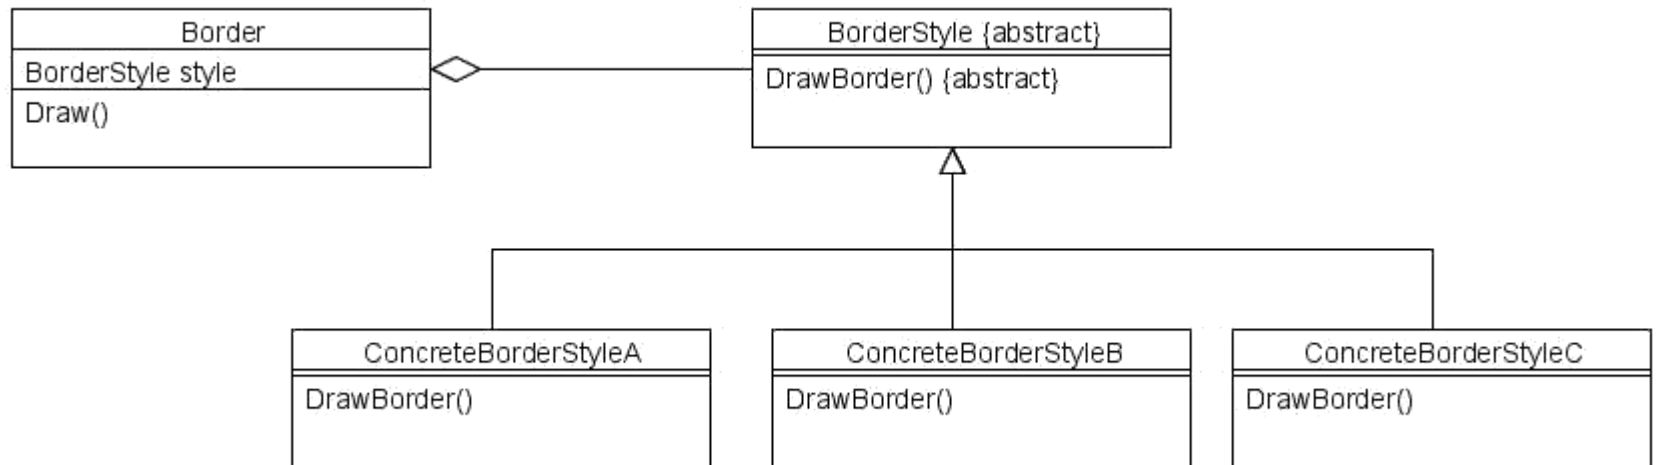 Border
BorderStyle style
Draw()
BorderStyle {abstract}
DrawBorder() {abstract}
ConcreteBorderStyleA
DrawBorder()
ConcreteBorderStyleB
DrawBorder()
ConcreteBorderStyleC
DrawBorder()